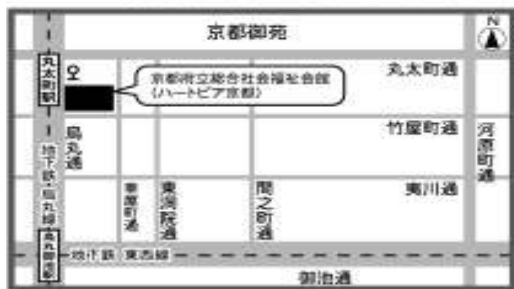 京都御苑
N
丸太町駅
京都府立総合社会福祉会館
(ハートピア京都)
丸太町通
烏丸通
竹屋町通
河原町通
地下鉄 烏丸線
車屋町通
東洞院通
間之町通
夷川通
烏丸御池駅
地下鉄 東西線
御池通